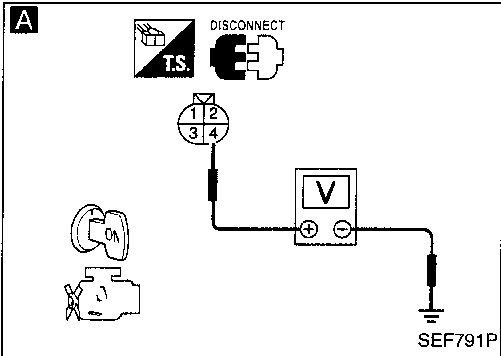 A
DISCONNECT
T.S.
1 2
3 4
V
+ −
ON
SEF791P